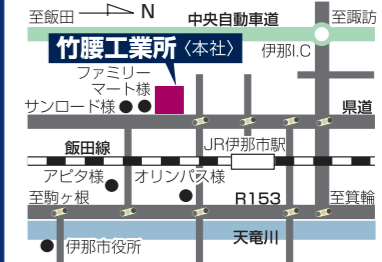 至飯田
N
中央自動車道
至諏訪
竹腰工業所〈本社〉
伊那I.C
ファミリー
マート様
サンロード様
県道
飯田線
JR伊那市駅
アピタ様
オリンパス様
至駒ヶ根
R153
至箕輪
天竜川
伊那市役所